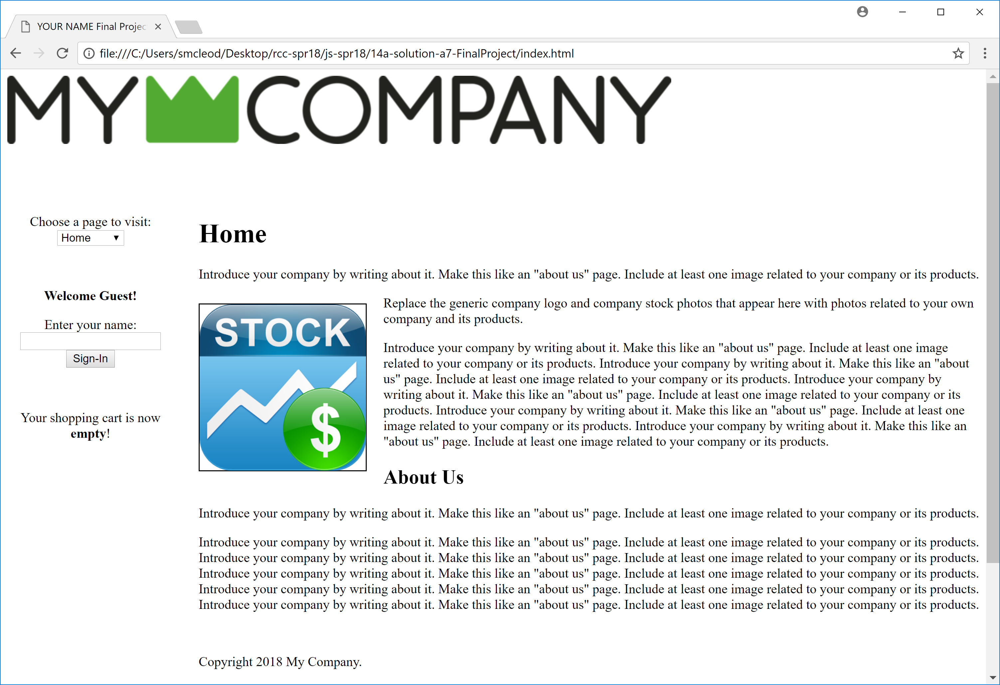 YOUR NAME Final Projec
file:///C:/Users/smcleod/Desktop/rcc-spr18/js-spr18/14a-solution-a7-FinalProject/index.html
MY COMPANY
Choose a page to visit:
Home
Welcome Guest!
Enter your name:
Sign-In
Your shopping cart is now
empty!
Home
Introduce your company by writing about it. Make this like an "about us" page. Include at least one image related to your company or its products.
STOCK
$
Replace the generic company logo and company stock photos that appear here with photos related to your own
company and its products.
Introduce your company by writing about it. Make this like an "about us" page. Include at least one image
related to your company or its products. Introduce your company by writing about it. Make this like an "about
us" page. Include at least one image related to your company or its products. Introduce your company by
writing about it. Make this like an "about us" page. Include at least one image related to your company or its
products. Introduce your company by writing about it. Make this like an "about us" page. Include at least one
image related to your company or its products. Introduce your company by writing about it. Make this like an
"about us" page. Include at least one image related to your company or its products.
About Us
Introduce your company by writing about it. Make this like an "about us" page. Include at least one image related to your company or its products.
Introduce your company by writing about it. Make this like an "about us" page. Include at least one image related to your company or its products.
Introduce your company by writing about it. Make this like an "about us" page. Include at least one image related to your company or its products.
Introduce your company by writing about it. Make this like an "about us" page. Include at least one image related to your company or its products.
Introduce your company by writing about it. Make this like an "about us" page. Include at least one image related to your company or its products.
Introduce your company by writing about it. Make this like an "about us" page. Include at least one image related to your company or its products.
Copyright 2018 My Company.